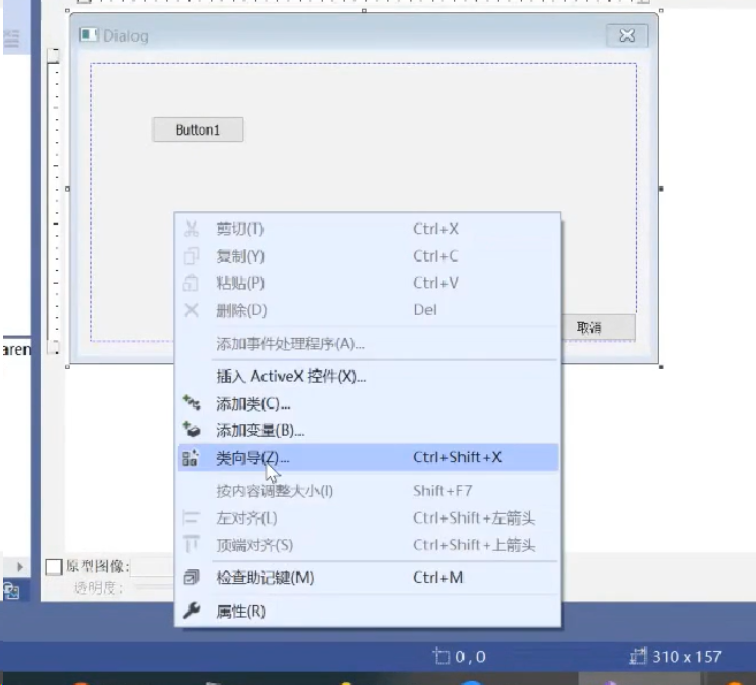 Dialog
Button1
剪切(T) Ctrl+X
复制(Y) Ctrl+C
粘贴(P) Ctrl+V
删除(D) Del
取消
添加事件处理程序(A)...
aren
插入 ActiveX 控件(X)...
添加类(C)...
添加变量(B)...
类向导(Z)... Ctrl+Shift+X
按内容调整大小(I) Shift+F7
左对齐(L) Ctrl+Shift+左箭头
顶端对齐(S) Ctrl+Shift+上箭头
原型图像:
检查助记键(M) Ctrl+M
透明度:
属性(R)
0,0 310 x 157